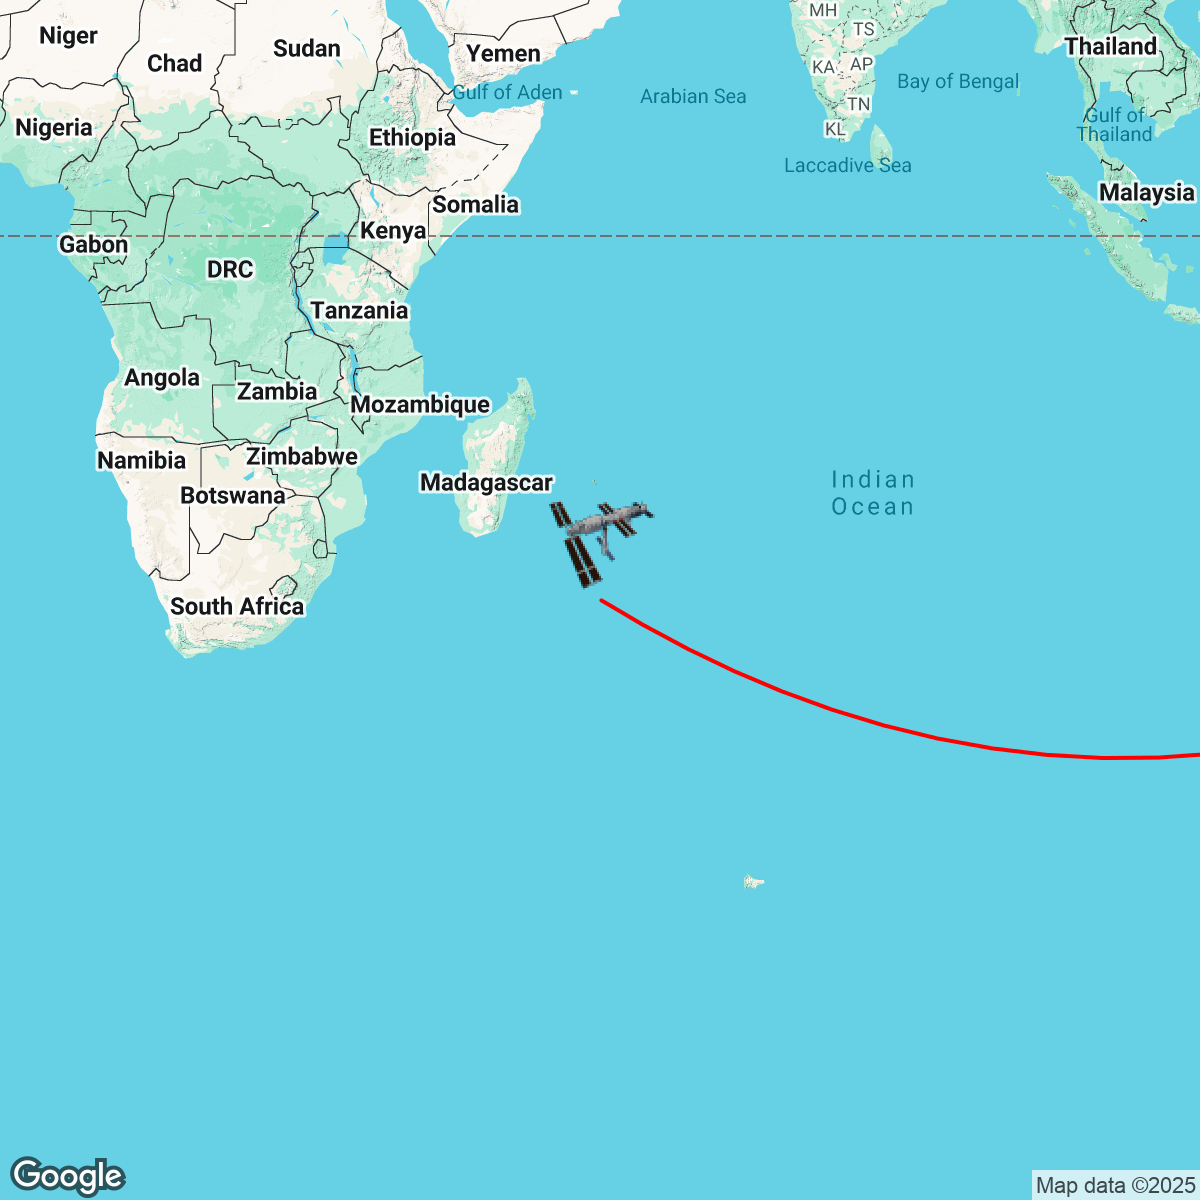 Niger
Chad
Sudan
Yemen
MH
TS
Thailand
KA
AP
Gulf of Aden
Arabian Sea
Bay of Bengal
TN
Nigeria
Ethiopia
KL
Gulf of
Thailand
Laccadive Sea
Malaysia
Somalia
Gabon
Kenya
DRC
Tanzania
Angola
Zambia
Mozambique
Namibia
Zimbabwe
Botswana
Madagascar
Indian
Ocean
South Africa
Google
Map data ©2025